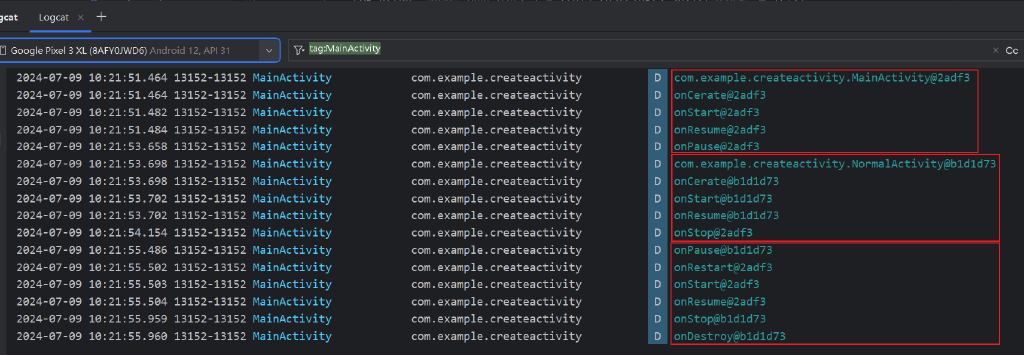 gcat Logcat × +
Google Pixel 3 XL (8AFY0JWD6) Android 12, API 31 tag:MainActivity × Cc
2024-07-09 10:21:51.464 13152-13152 MainActivity com.example.createactivity D com.example.createactivity.MainActivity@2adf3
2024-07-09 10:21:51.464 13152-13152 MainActivity com.example.createactivity D onCerate@2adf3
2024-07-09 10:21:51.482 13152-13152 MainActivity com.example.createactivity D onStart@2adf3
2024-07-09 10:21:51.484 13152-13152 MainActivity com.example.createactivity D onResume@2adf3
2024-07-09 10:21:53.658 13152-13152 MainActivity com.example.createactivity D onPause@2adf3
2024-07-09 10:21:53.698 13152-13152 MainActivity com.example.createactivity D com.example.createactivity.NormalActivity@b1d1d73
2024-07-09 10:21:53.698 13152-13152 MainActivity com.example.createactivity D onCerate@b1d1d73
2024-07-09 10:21:53.702 13152-13152 MainActivity com.example.createactivity D onStart@b1d1d73
2024-07-09 10:21:53.702 13152-13152 MainActivity com.example.createactivity D onResume@b1d1d73
2024-07-09 10:21:54.154 13152-13152 MainActivity com.example.createactivity D onStop@2adf3
2024-07-09 10:21:55.486 13152-13152 MainActivity com.example.createactivity D onPause@b1d1d73
2024-07-09 10:21:55.502 13152-13152 MainActivity com.example.createactivity D onRestart@2adf3
2024-07-09 10:21:55.503 13152-13152 MainActivity com.example.createactivity D onStart@2adf3
2024-07-09 10:21:55.504 13152-13152 MainActivity com.example.createactivity D onResume@2adf3
2024-07-09 10:21:55.959 13152-13152 MainActivity com.example.createactivity D onStop@b1d1d73
2024-07-09 10:21:55.960 13152-13152 MainActivity com.example.createactivity D onDestroy@b1d1d73